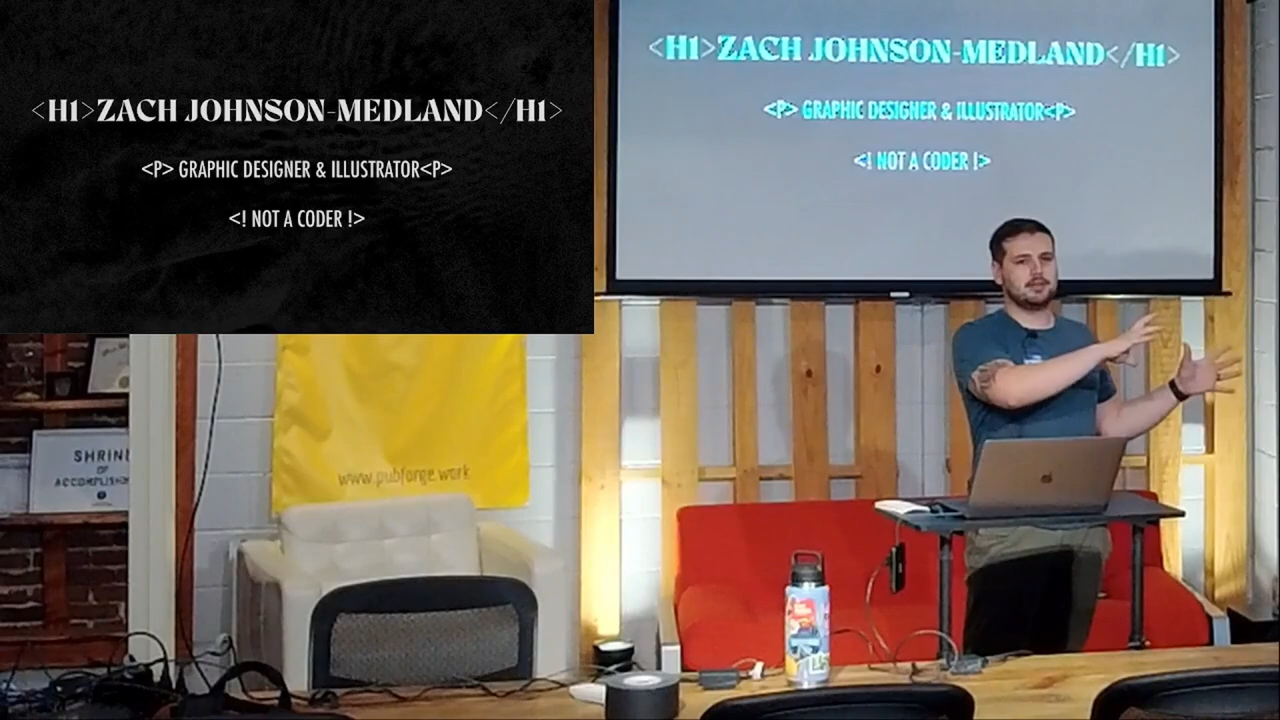 <H1>ZACH JOHNSON-MEDLAND</H1>
<P> GRAPHIC DESIGNER & ILLUSTRATOR<P>
<! NOT A CODER !>
<H1>ZACH JOHNSON-MEDLAND</H1>
<P> GRAPHIC DESIGNER & ILLUSTRATOR<P>
<! NOT A CODER !>
www.pubforge.work
SHRIN
OF
ACCOMPLISH